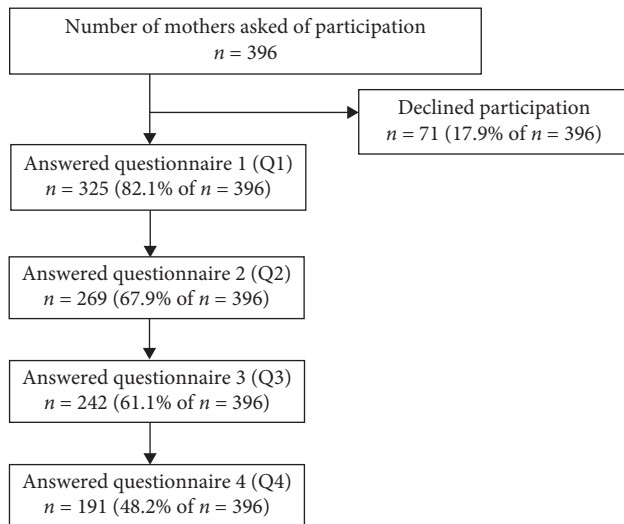 Number of mothers asked of participation
n = 396
Declined participation
n = 71 (17.9% of n = 396)
Answered questionnaire 1 (Q1)
n = 325 (82.1% of n = 396)
Answered questionnaire 2 (Q2)
n = 269 (67.9% of n = 396)
Answered questionnaire 3 (Q3)
n = 242 (61.1% of n = 396)
Answered questionnaire 4 (Q4)
n = 191 (48.2% of n = 396)